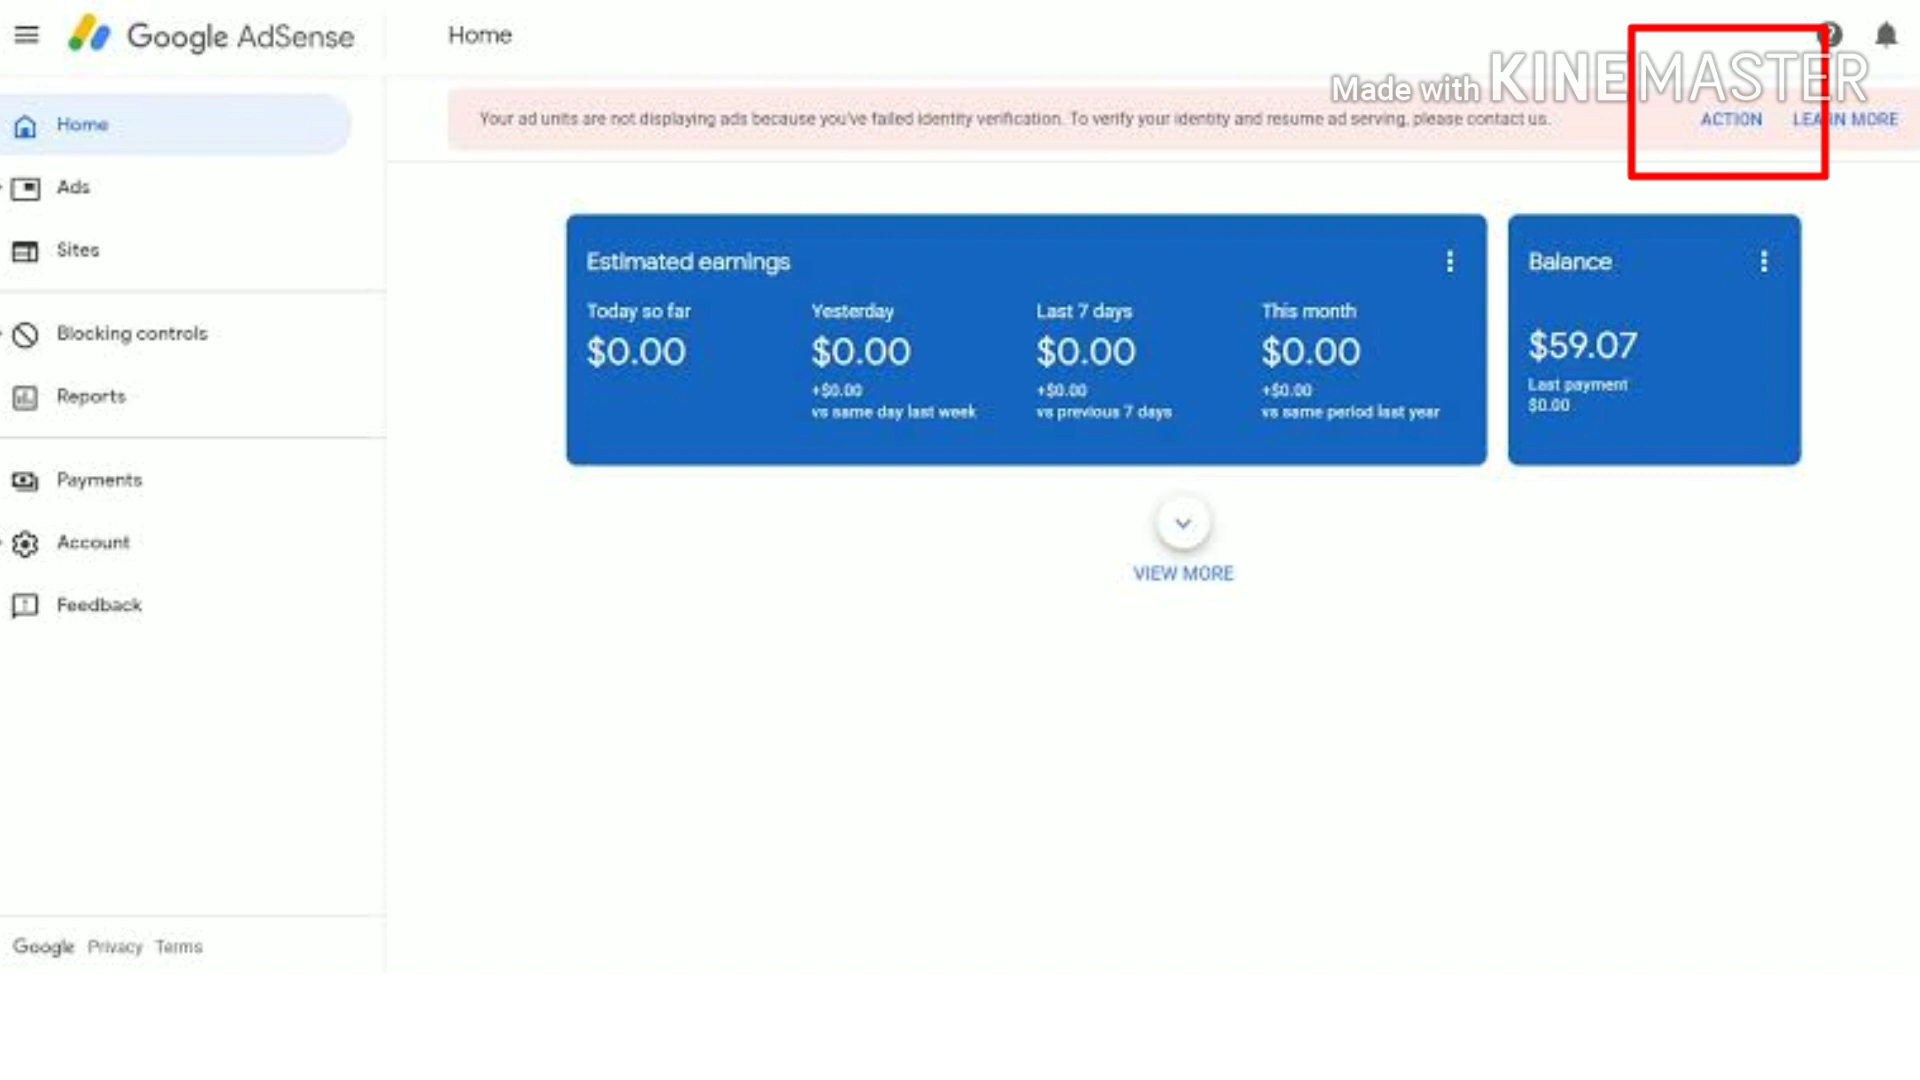 Google AdSense
Home
Made with KINEMASTER
Your ad units are not displaying ads because you've failed identity verification. To verify your identity and resume ad serving, please contact us.
ACTION
LEARN MORE
Home
Ads
Sites
Blocking controls
Reports
Payments
Account
Feedback
Estimated earnings
Today so far
$0.00
Yesterday
$0.00
+$0.00
vs same day last week
Last 7 days
$0.00
+$0.00
vs previous 7 days
This month
$0.00
+$0.00
vs same period last year
Balance
$59.07
Last payment
$0.00
VIEW MORE
Google Privacy Terms